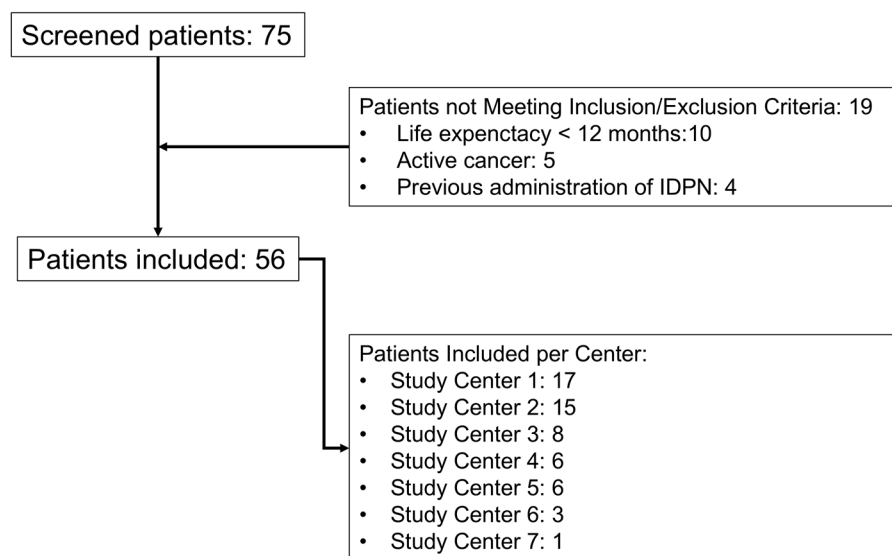 Screened patients: 75
Patients not Meeting Inclusion/Exclusion Criteria: 19
• Life expenctacy < 12 months:10
• Active cancer: 5
• Previous administration of IDPN: 4
Patients included: 56
Patients Included per Center:
• Study Center 1: 17
• Study Center 2: 15
• Study Center 3: 8
• Study Center 4: 6
• Study Center 5: 6
• Study Center 6: 3
• Study Center 7: 1